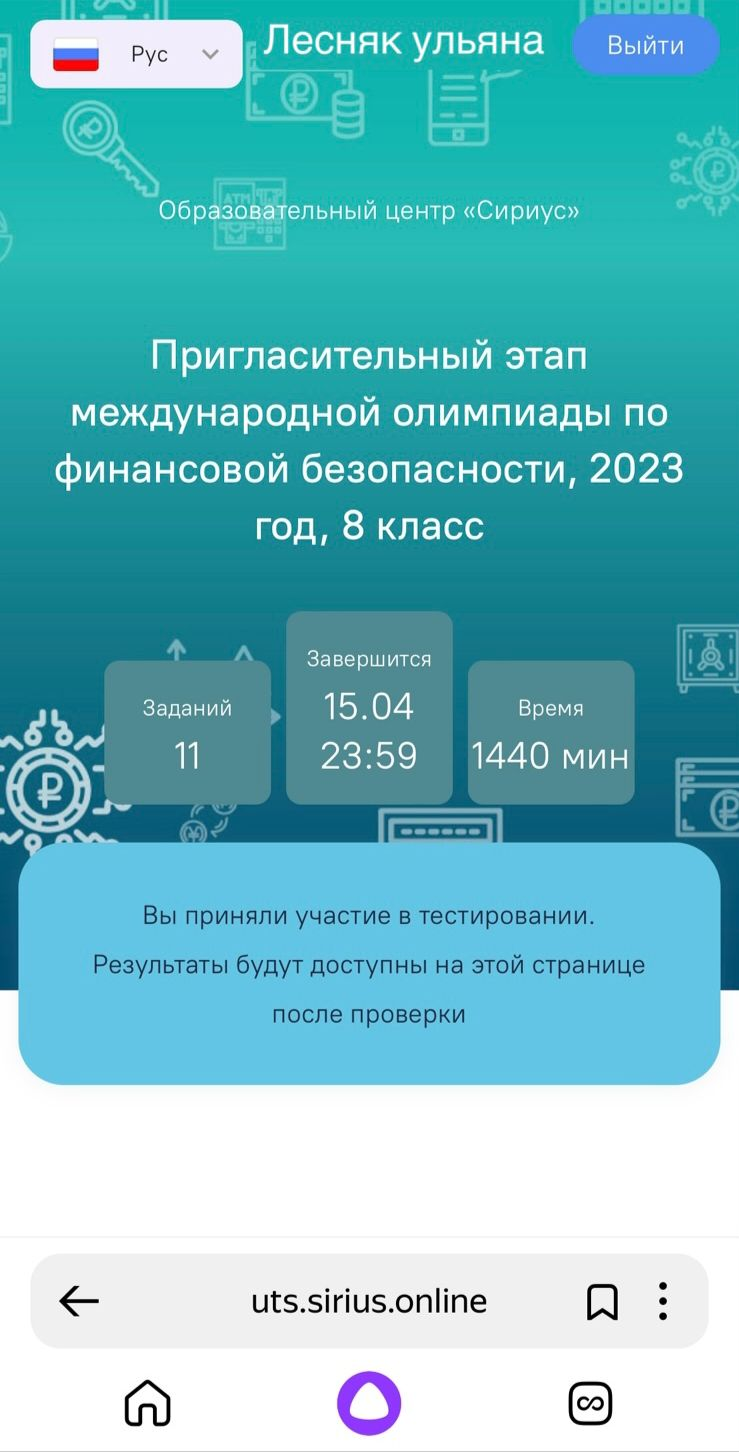 Рус
Лесняк ульяна
Выйти
ATM
Образовательный центр «Сириус»
Пригласительный этап
международной олимпиады по
финансовой безопасности, 2023
год, 8 класс
Заданий
11
Завершится
15.04
23:59
Время
1440 мин
Вы приняли участие в тестировании.
Результаты будут доступны на этой странице
после проверки
uts.sirius.online